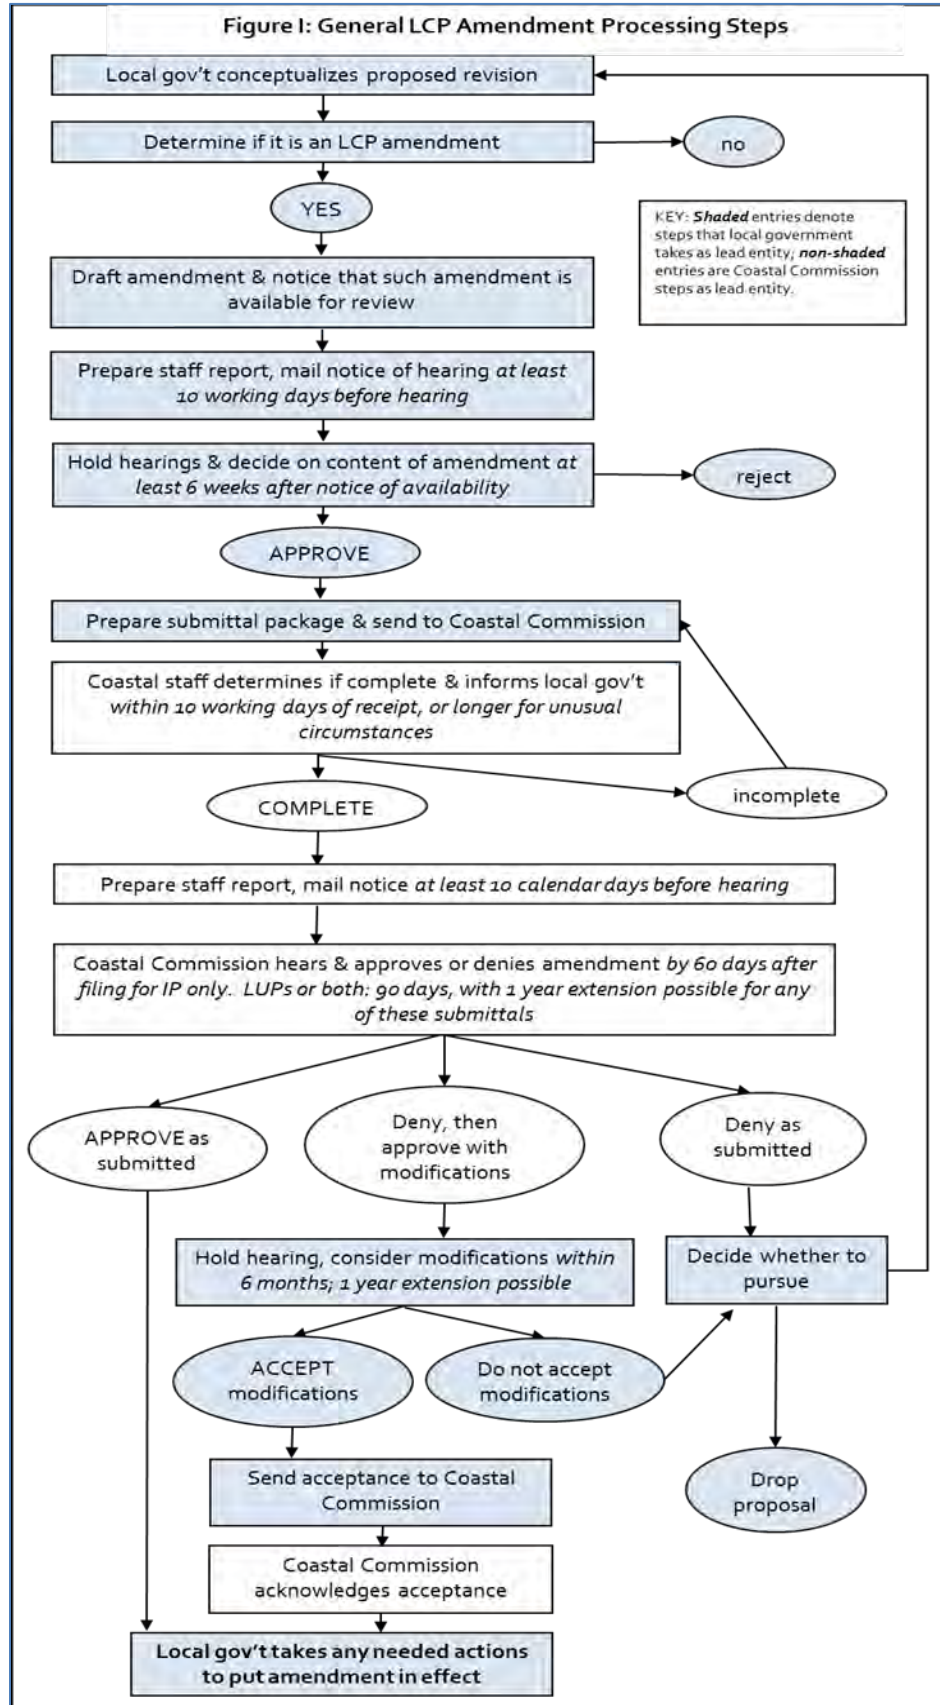 Figure I: General LCP Amendment Processing Steps
Local gov't conceptualizes proposed revision
Determine if it is an LCP amendment
no
YES
KEY: Shaded entries denote
steps that local government
takes as lead entity; non-shaded
entries are Coastal Commission
steps as lead entity.
Draft amendment & notice that such amendment is
available for review
Prepare staff report, mail notice of hearing at least
10 working days before hearing
Hold hearings & decide on content of amendment at
least 6 weeks after notice of availability
reject
APPROVE
Prepare submittal package & send to Coastal Commission
Coastal staff determines if complete & informs local gov't
within 10 working days of receipt, or longer for unusual
circumstances
incomplete
COMPLETE
Prepare staff report, mail notice at least 10 calendar days before hearing
Coastal Commission hears & approves or denies amendment by 60 days after
filing for IP only. LUPs or both; 90 days, with 1 year extension possible for any
of these submittals
APPROVE as
submitted
Deny, then
approve with
modifications
Deny as
submitted
Hold hearing, consider modifications within
6 months; 1 year extension possible
Decide whether to
pursue
ACCEPT
modifications
Do not accept
modifications
Send acceptance to Coastal
Commission
Drop
proposal
Coastal Commission
acknowledges acceptance
Local gov't takes any needed actions
to put amendment in effect